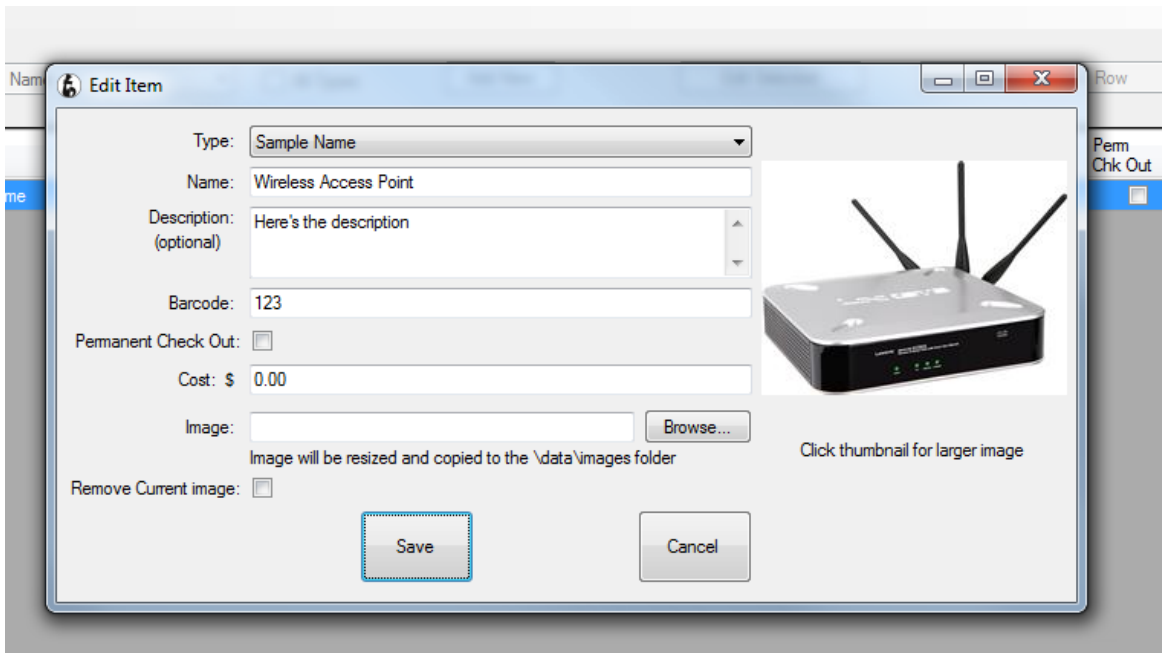 Name
Edit Item
Row
Type: Sample Name
Perm
Chk Out
Name: Wireless Access Point
me
Description: Here's the description
(optional)
Barcode: 123
Permanent Check Out:
Cost: $ 0.00
Image: Browse...
Image will be resized and copied to the \data\images folder
Click thumbnail for larger image
Remove Current image:
Save Cancel